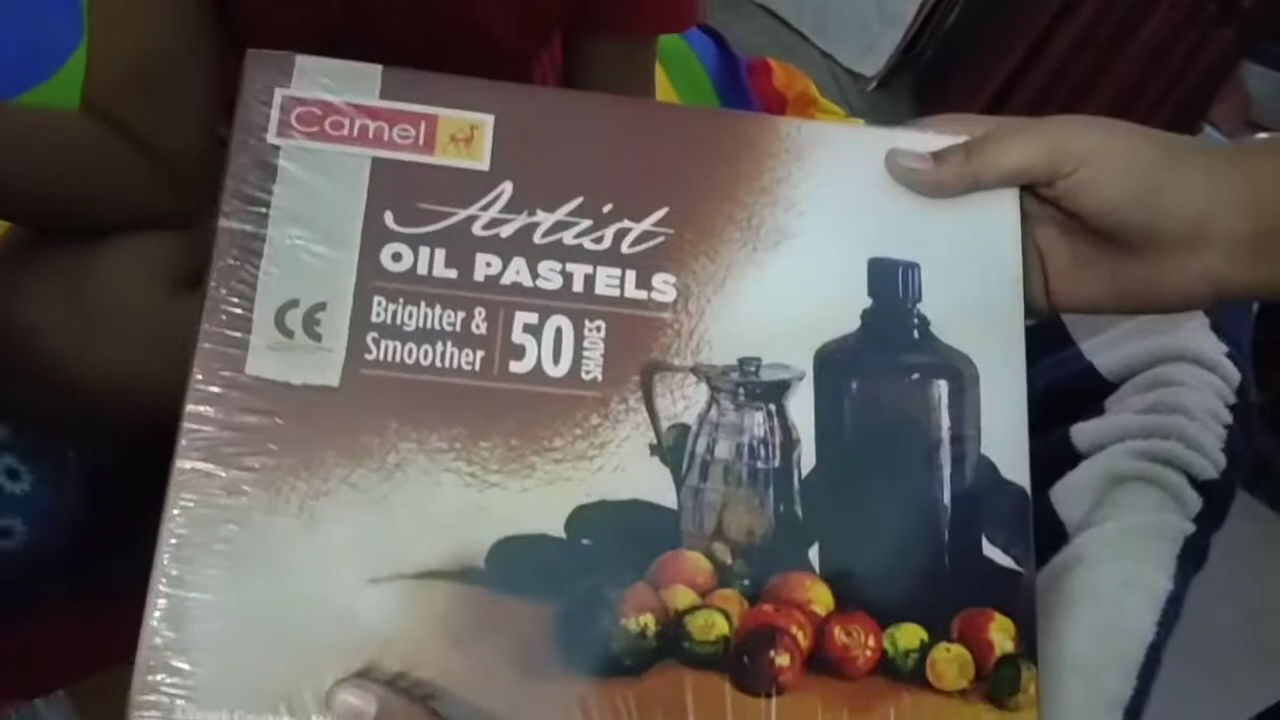 Camel
Artist
OIL PASTELS
Brighter &
Smoother
50
SHADES
CE